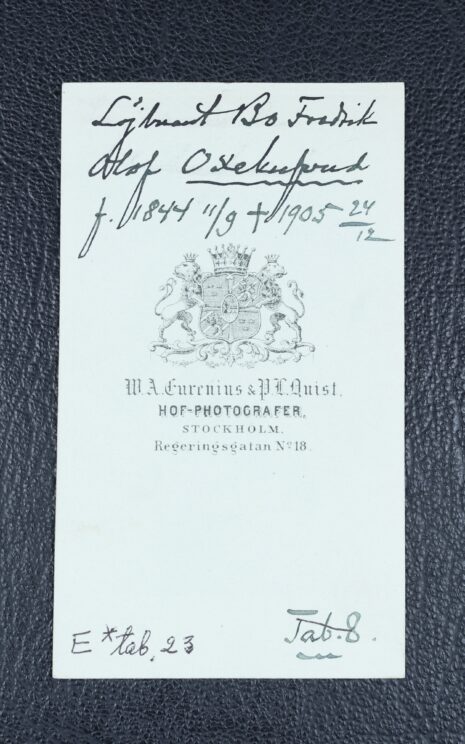 Löjtnant Bo Fredrik
Olof Oxehufvud
f. 1844 11/9 † 1905 24/12
W. A. Eurenius & P. L. Quist.
HOF-PHOTOGRAFER,
STOCKHOLM.
Regeringsgatan No 18.
E * tab. 23
Tab. 8.